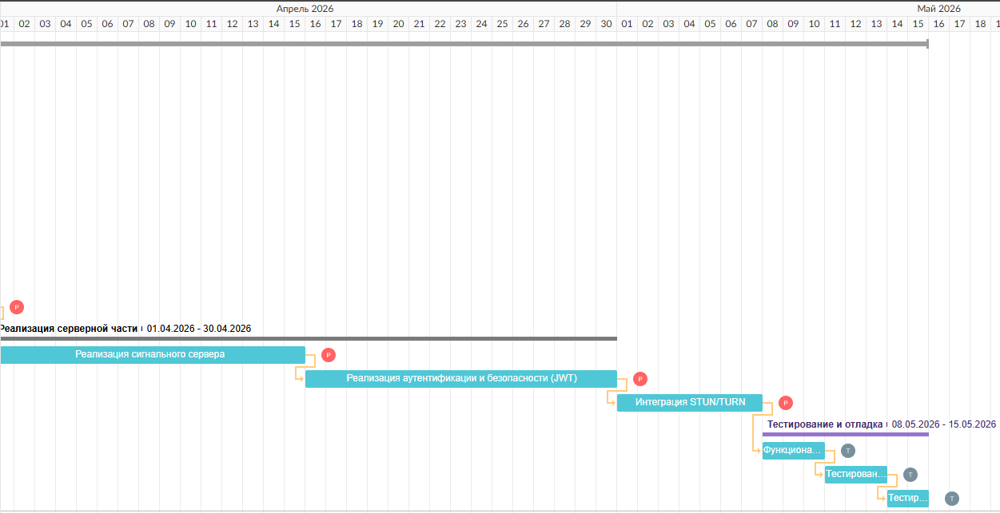 Апрель 2026 Май 2026
01 02 03 04 05 06 07 08 09 10 11 12 13 14 15 16 17 18 19 20 21 22 23 24 25 26 27 28 29 30 01 02 03 04 05 06 07 08 09 10 11 12 13 14 15 16 17 18 1
P
Реализация серверной части 01.04.2026 - 30.04.2026
Реализация сигнального сервера P
Реализация аутентификации и безопасности (JWT) P
Интеграция STUN/TURN P
Тестирование и отладка 08.05.2026 - 15.05.2026
Функциона... T
Тестирован... T
Тестир... T